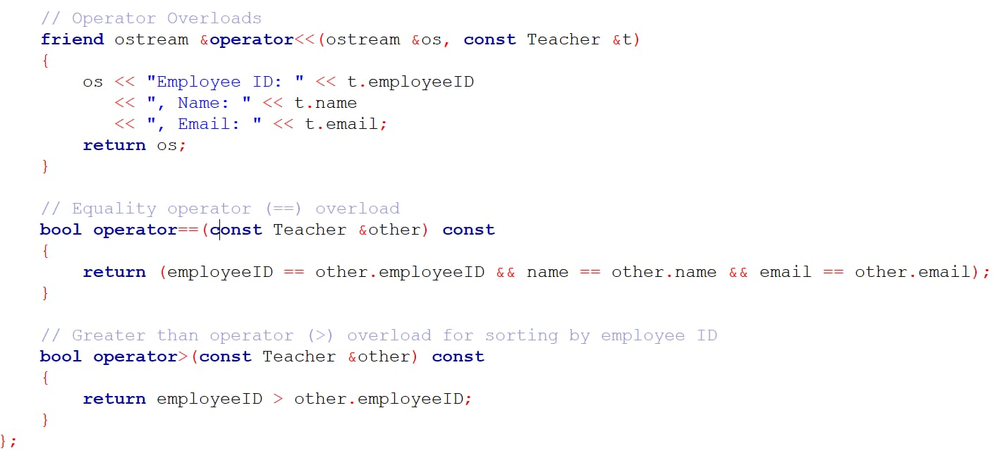 // Operator Overloads
friend ostream &operator<<(ostream &os, const Teacher &t)
{
os << "Employee ID: " << t.employeeID
<< ", Name: " << t.name
<< ", Email: " << t.email;
return os;
}
// Equality operator (==) overload
bool operator==(const Teacher &other) const
{
return (employeeID == other.employeeID && name == other.name && email == other.email);
}
// Greater than operator (>) overload for sorting by employee ID
bool operator>(const Teacher &other) const
{
return employeeID > other.employeeID;
}
};